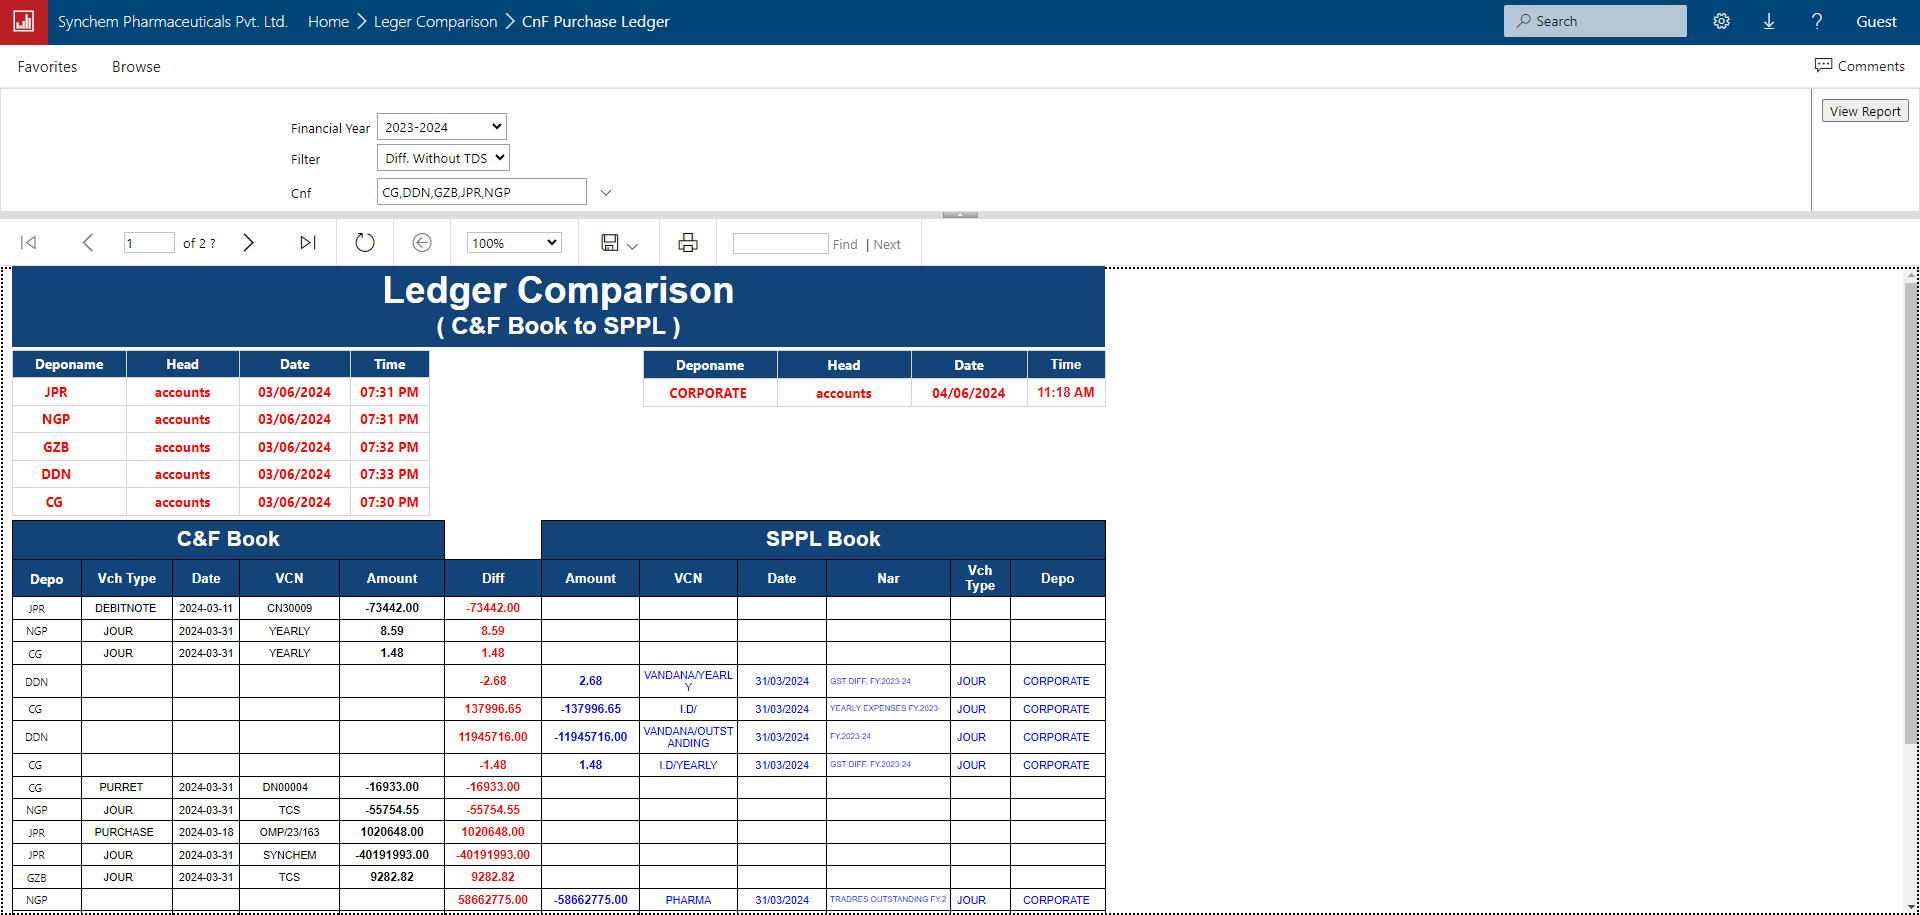 Synchem Pharmaceuticals Pvt. Ltd. Home > Leger Comparison > CnF Purchase Ledger Search ? Guest
Favorites Browse Comments
View Report
Financial Year 2023-2024
Filter Diff. Without TDS
Cnf CG,DDN,GZB,JPR,NGP
1 of 2 ? 100% Find | Next
Ledger Comparison
( C&F Book to SPPL )
Deponame Head Date Time
JPR accounts 03/06/2024 07:31 PM
NGP accounts 03/06/2024 07:31 PM
GZB accounts 03/06/2024 07:32 PM
DDN accounts 03/06/2024 07:33 PM
CG accounts 03/06/2024 07:30 PM
Deponame Head Date Time
CORPORATE accounts 04/06/2024 11:18 AM
C&F Book SPPL Book
Depo Vch Type Date VCN Amount Diff Amount VCN Date Nar Vch Type Depo
JPR DEBITNOTE 2024-03-11 CN30009 -73442.00 -73442.00
NGP JOUR 2024-03-31 YEARLY 8.59 8.59
CG JOUR 2024-03-31 YEARLY 1.48 1.48
DDN -2.68 2.68 VANDANA/YEARLY 31/03/2024 GST DIFF. FY.2023-24 JOUR CORPORATE
CG 137996.65 -137996.65 I.D/ 31/03/2024 YEARLY EXPENSES FY.2023- JOUR CORPORATE
DDN 11945716.00 -11945716.00 VANDANA/OUTSTANDING 31/03/2024 FY.2023-24 JOUR CORPORATE
CG -1.48 1.48 I.D/YEARLY 31/03/2024 GST DIFF. FY.2023-24 JOUR CORPORATE
CG PURRET 2024-03-31 DN00004 -16933.00 -16933.00
NGP JOUR 2024-03-31 TCS -55754.55 -55754.55
JPR PURCHASE 2024-03-18 OMP/23/163 1020648.00 1020648.00
JPR JOUR 2024-03-31 SYNCHEM -40191993.00 -40191993.00
GZB JOUR 2024-03-31 TCS 9282.82 9282.82
NGP 58662775.00 -58662775.00 PHARMA 31/03/2024 TRADRES OUTSTANDING FY.2 JOUR CORPORATE